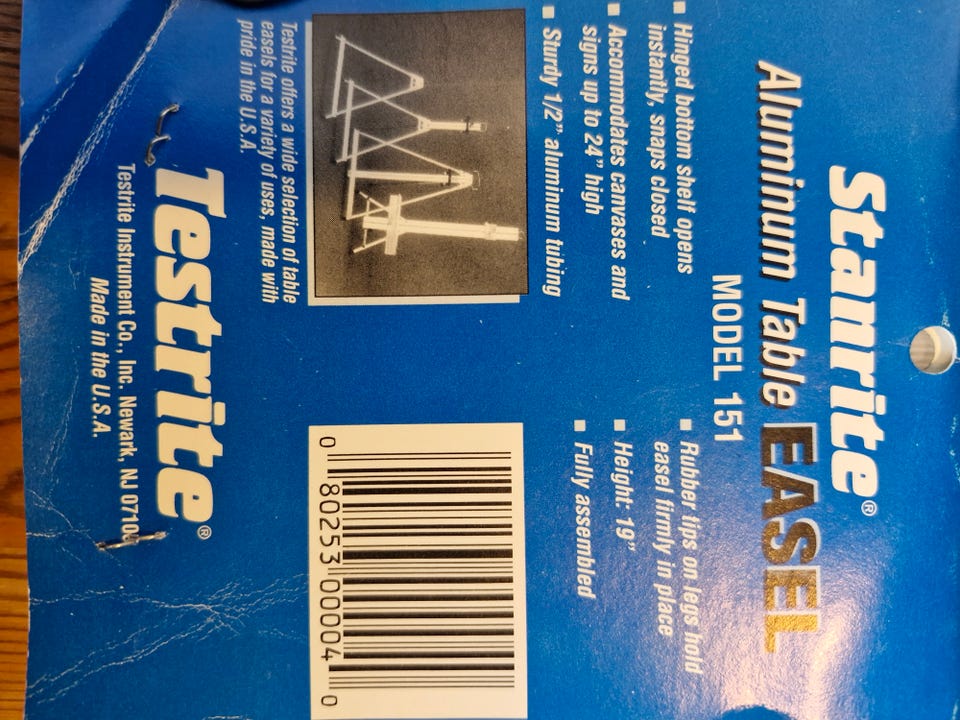 Stanrite®
Aluminum Table EASEL
MODEL 151
■ Hinged bottom shelf opens
instantly, snaps closed
■ Accommodates canvases and
signs up to 24" high
■ Sturdy 1/2" aluminum tubing
■ Rubber tips on legs hold
easel firmly in place
■ Height: 19"
■ Fully assembled
Testrite offers a wide selection of table
easels for a variety of uses, made with
pride in the U.S.A.
0 80253 00004 0
Testrite®
Testrite Instrument Co., Inc. Newark, NJ
Made in the U.S.A.